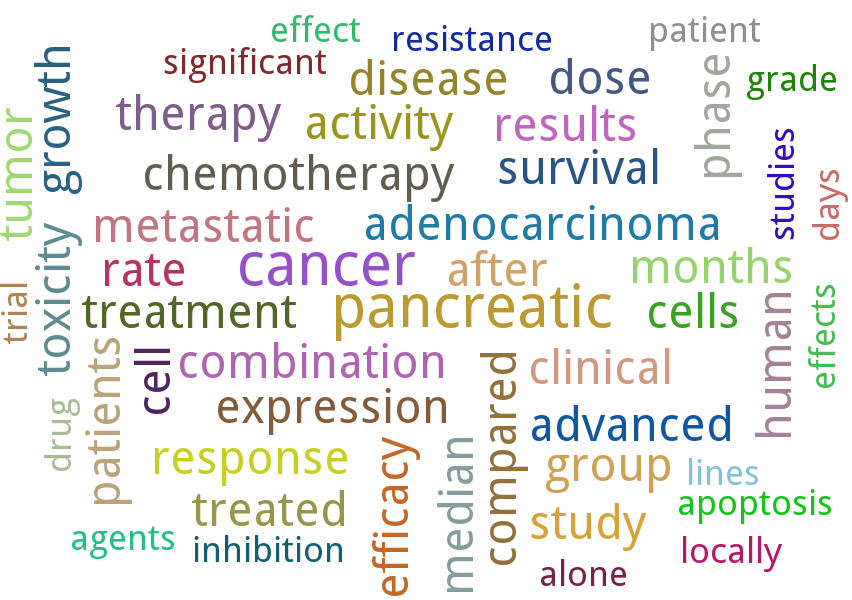 effect
patient
resistance
significant
disease
dose
grade
growth
phase
therapy
activity
results
tumor
chemotherapy
survival
studies
days
metastatic
adenocarcinoma
toxicity
rate
cancer
after
months
trial
treatment
pancreatic
cells
human
effects
patients
cell
combination
compared
clinical
drug
expression
advanced
response
efficacy
median
group
lines
treated
study
apoptosis
agents
inhibition
alone
locally